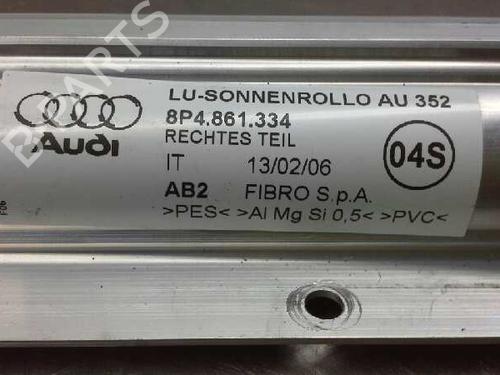 LU-SONNENROLLO AU 352
8P4.861.334
RECHTES TEIL
IT 13/02/06
AB2 FIBRO S.p.A.
>PES< >Al Mg Si 0,5< >PVC<
04S
Audi
F06
B-PARTS